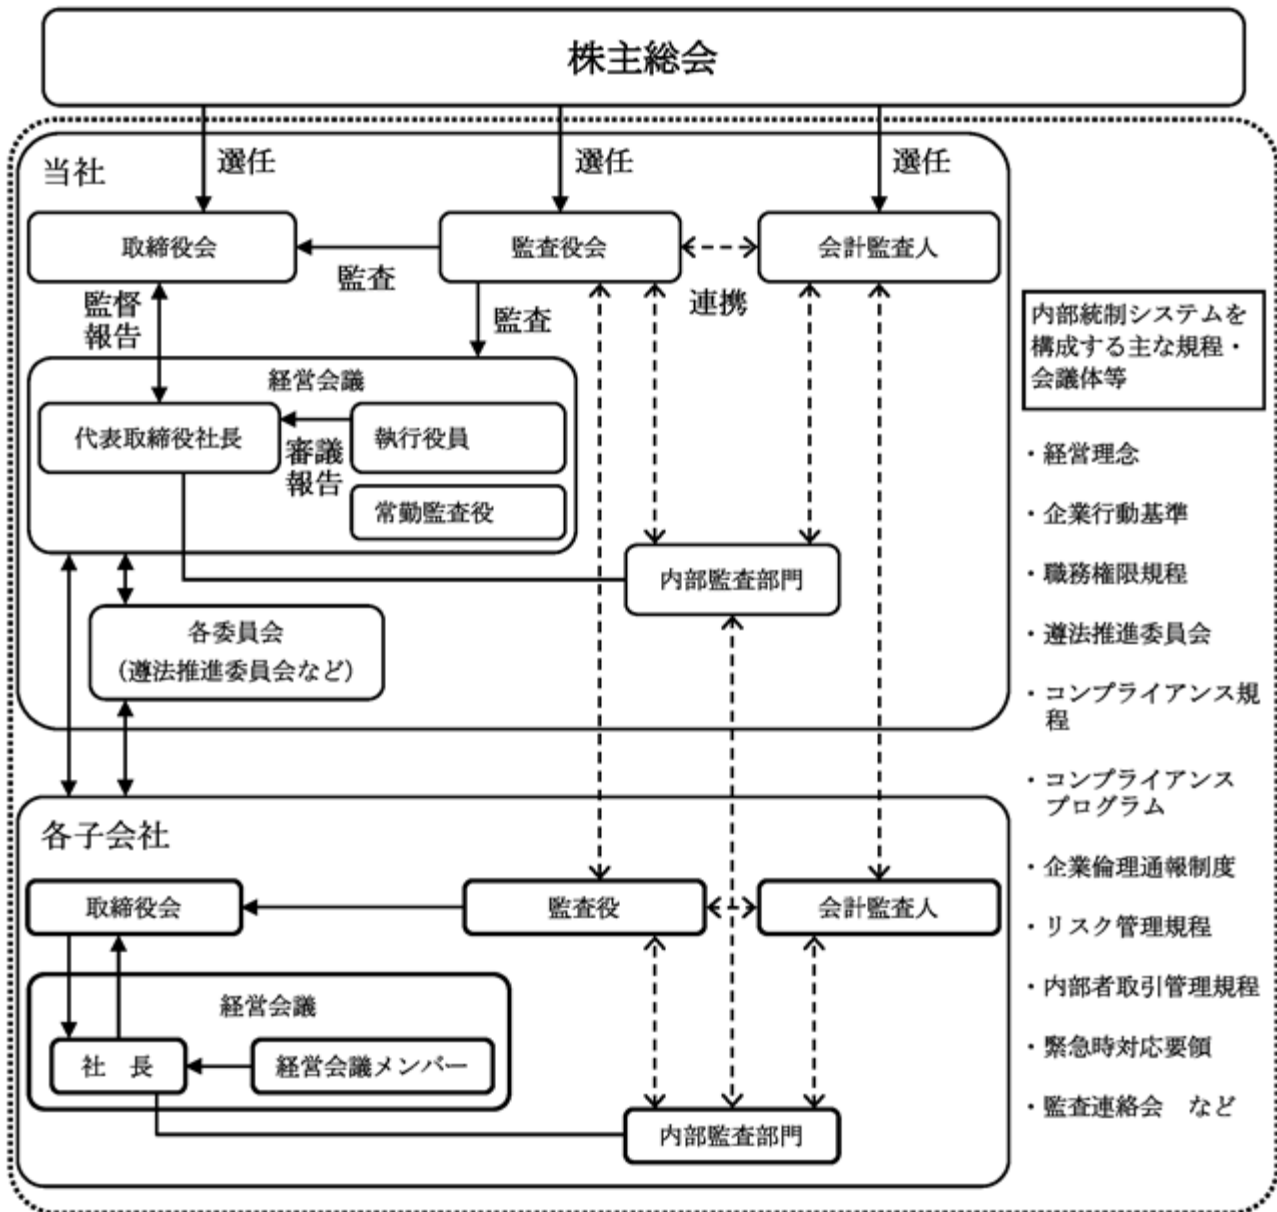 株主総会
当社
選任
選任
選任
取締役会
監査役会
会計監査人
監査
連携
監督
報告
監査
経営会議
代表取締役社長
執行役員
審議
報告
常勤監査役
内部監査部門
各委員会
（遵法推進委員会など）
各子会社
取締役会
監査役
会計監査人
経営会議
社　長
経営会議メンバー
内部監査部門
内部統制システムを
構成する主な規程・
会議体等
・経営理念
・企業行動基準
・職務権限規程
・遵法推進委員会
・コンプライアンス規
程
・コンプライアンス
プログラム
・企業倫理通報制度
・リスク管理規程
・内部者取引管理規程
・緊急時対応要領
・監査連絡会　など